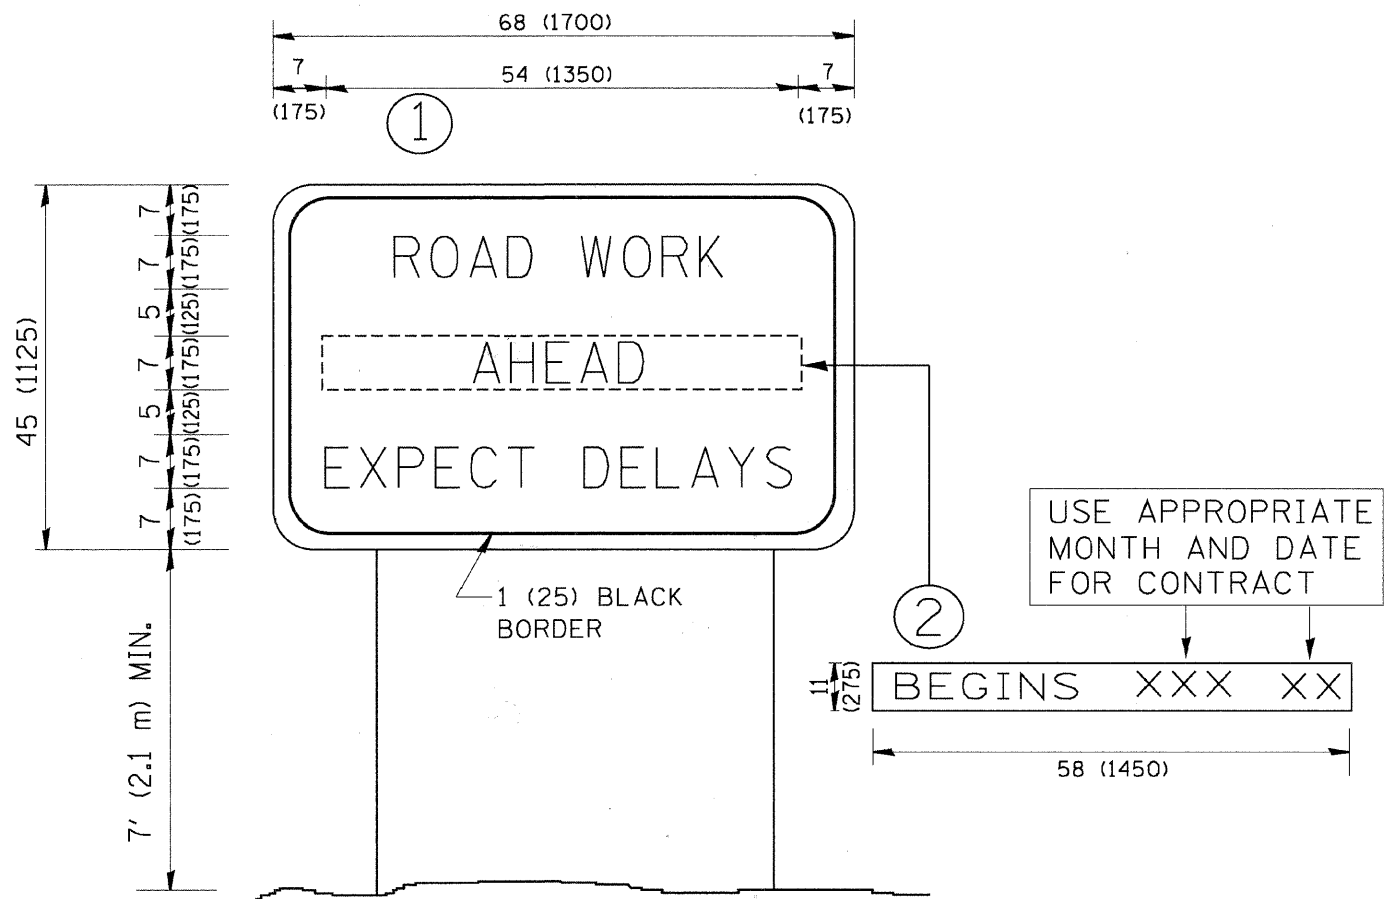 68 (1700)
7
54 (1350)
7
(175)
(175)
1
7
(175)
7
(175)
5
(125)
7
(175)
5
(125)
7
(175)
7
(175)
45 (1125)
ROAD WORK
AHEAD
EXPECT DELAYS
1 (25) BLACK
BORDER
7' (2.1 m) MIN.
2
USE APPROPRIATE
MONTH AND DATE
FOR CONTRACT
11
(275)
BEGINS XXX XX
58 (1450)